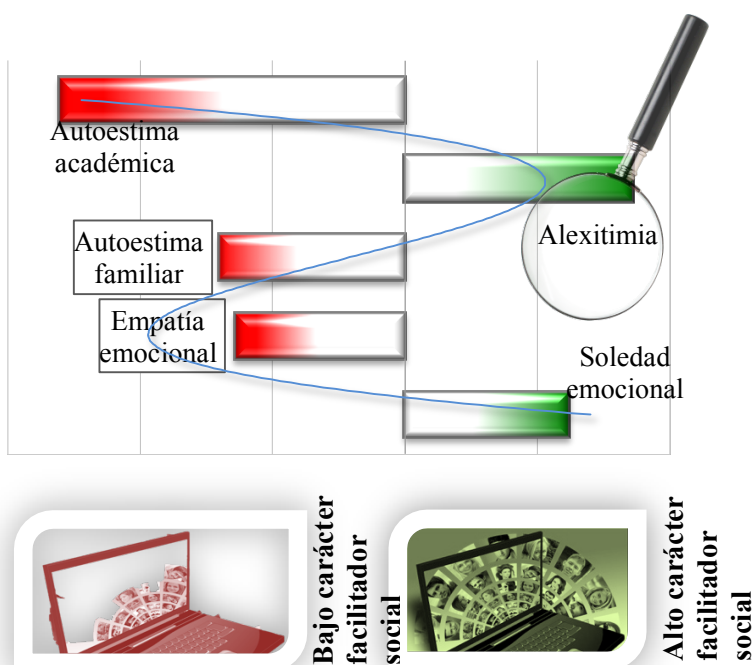 Autoestima
académica
Alexitimia
Autoestima
familiar
Empatía
emocional
Soledad
emocional
Bajo carácter
facilitador
social
Alto carácter
facilitador
social